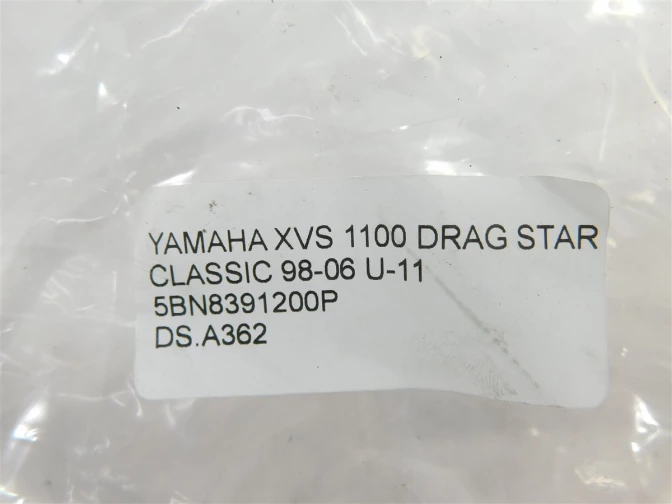 YAMAHA XVS 1100 DRAG STAR
CLASSIC 98-06 U-11
5BN8391200P
DS.A362